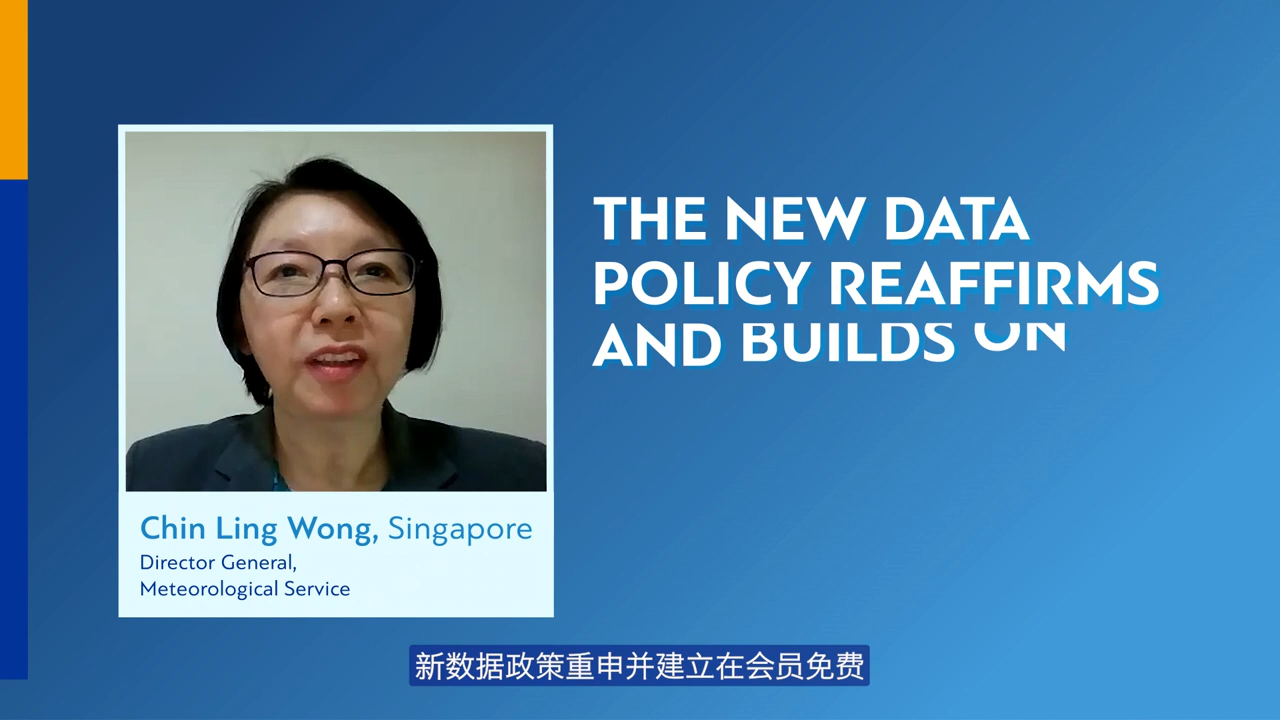 THE NEW DATA
POLICY REAFFIRMS
AND BUILDS ON
Chin Ling Wong, Singapore
Director General,
Meteorological Service
新数据政策重申并建立在会员免费